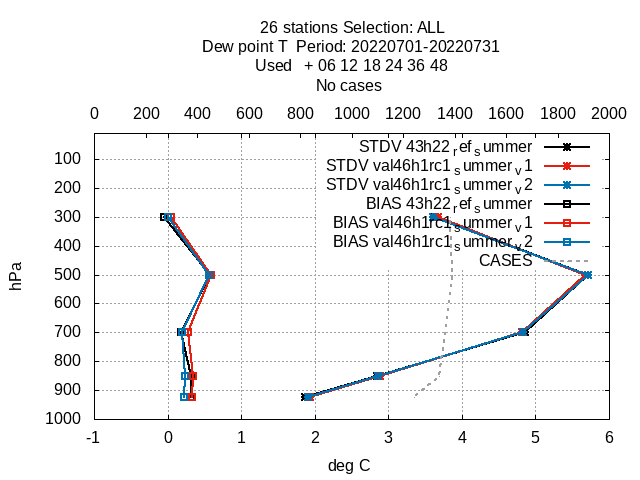 26 stations Selection: ALL
Dew point T  Period: 20220701-20220731
Used   + 06 12 18 24 36 48
No cases
0 200 400 600 800 1000 1200 1400 1600 1800 2000
STDV 43h22_ref_summer
STDV val46h1rc1_summer_v1
STDV val46h1rc1_summer_v2
BIAS 43h22_ref_summer
BIAS val46h1rc1_summer_v1
BIAS val46h1rc1_summer_v2
CASES
100
200
300
400
500
600
700
800
900
1000
hPa
-1 0 1 2 3 4 5 6
deg C